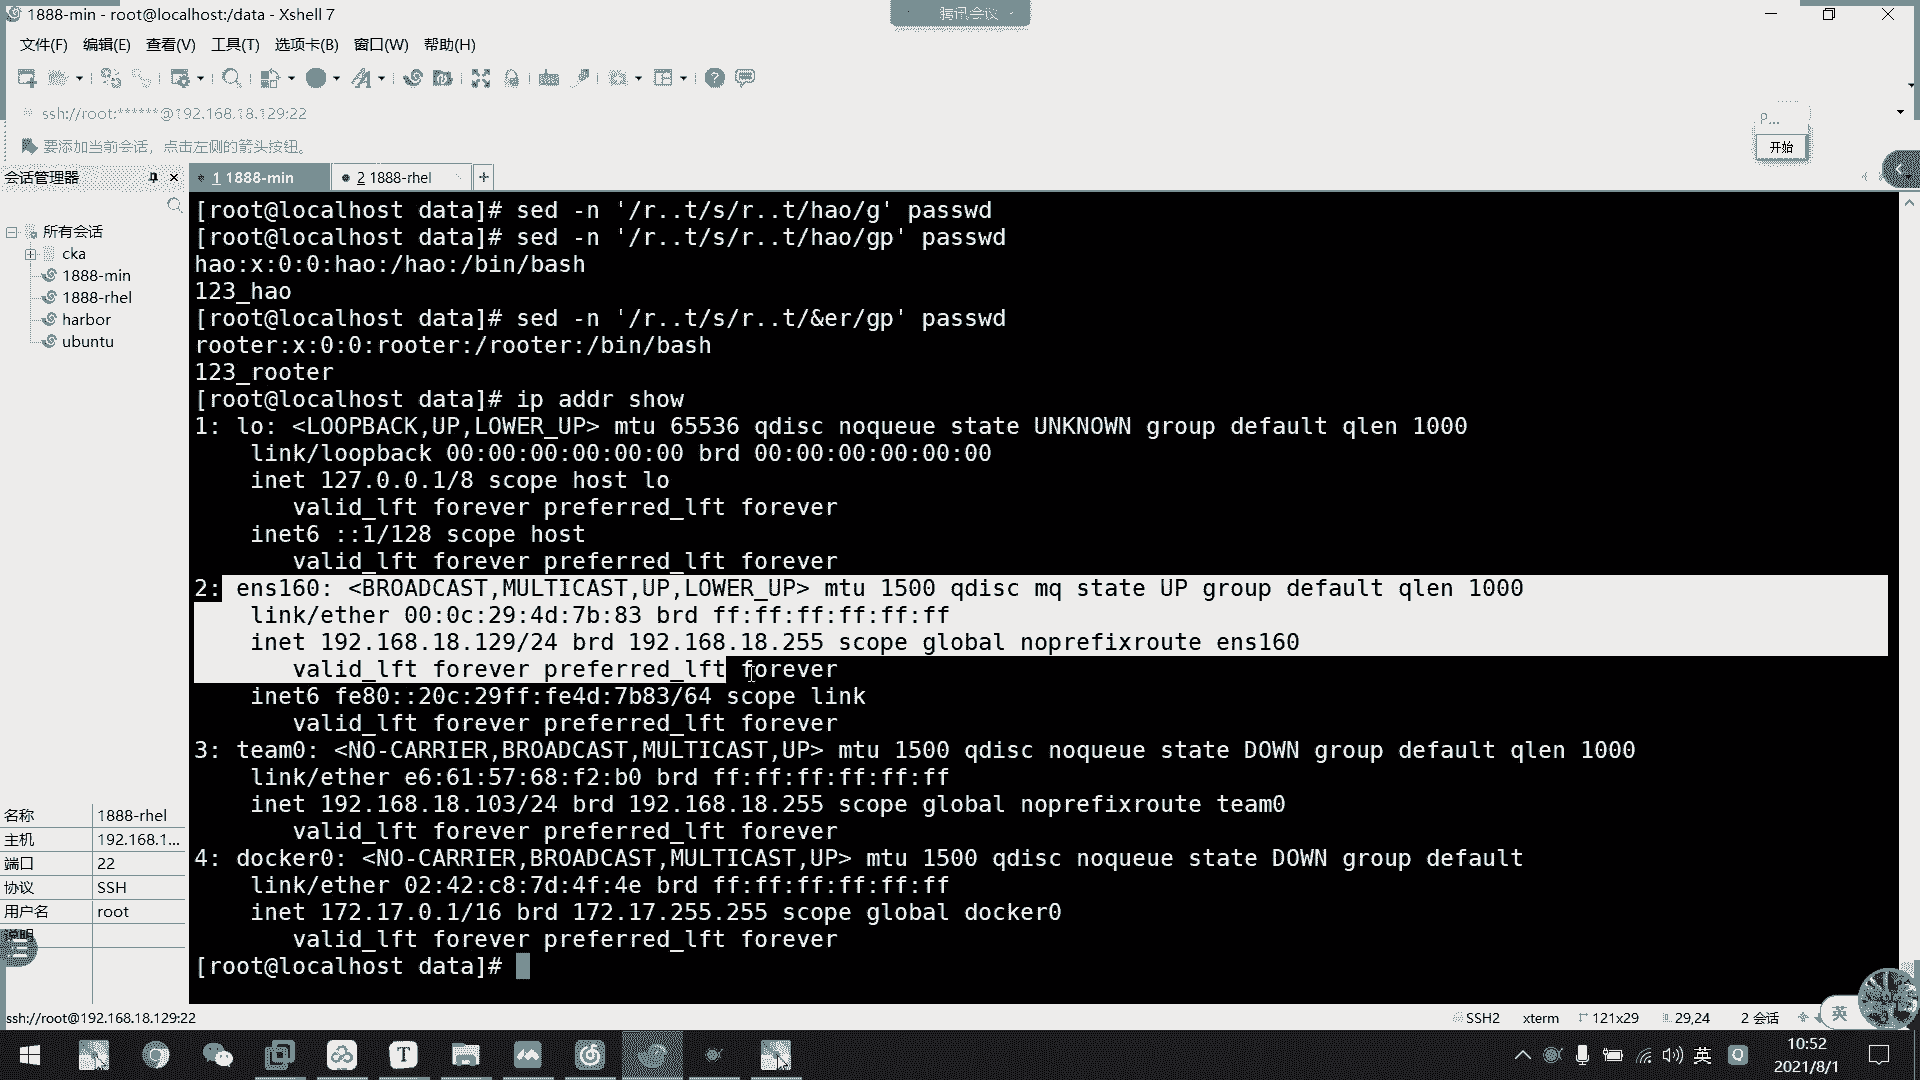 1888-min - root@localhost:/data - Xshell 7
腾讯会议
文件(F) 编辑(E) 查看(V) 工具(T) 选项卡(B) 窗口(W) 帮助(H)
ssh://root:******@192.168.18.129:22
要添加当前会话，点击左侧的箭头按钮。
P...
开始
会话管理器
1 1888-min
2 1888-rhel
所有会话
cka
1888-min
1888-rhel
harbor
ubuntu
[root@localhost data]# sed -n '/r..t/s/r..t/hao/g' passwd
[root@localhost data]# sed -n '/r..t/s/r..t/hao/gp' passwd
hao:x:0:0:hao:/hao:/bin/bash
123_hao
[root@localhost data]# sed -n '/r..t/s/r..t/&er/gp' passwd
rooter:x:0:0:rooter:/rooter:/bin/bash
123_rooter
[root@localhost data]# ip addr show
1: lo: <LOOPBACK,UP,LOWER_UP> mtu 65536 qdisc noqueue state UNKNOWN group default qlen 1000
link/loopback 00:00:00:00:00:00 brd 00:00:00:00:00:00
inet 127.0.0.1/8 scope host lo
valid_lft forever preferred_lft forever
inet6 ::1/128 scope host
valid_lft forever preferred_lft forever
2: ens160: <BROADCAST,MULTICAST,UP,LOWER_UP> mtu 1500 qdisc mq state UP group default qlen 1000
link/ether 00:0c:29:4d:7b:83 brd ff:ff:ff:ff:ff:ff
inet 192.168.18.129/24 brd 192.168.18.255 scope global noprefixroute ens160
valid_lft forever preferred_lft forever
inet6 fe80::20c:29ff:fe4d:7b83/64 scope link
valid_lft forever preferred_lft forever
3: team0: <NO-CARRIER,BROADCAST,MULTICAST,UP> mtu 1500 qdisc noqueue state DOWN group default qlen 1000
link/ether e6:61:57:68:f2:b0 brd ff:ff:ff:ff:ff:ff
inet 192.168.18.103/24 brd 192.168.18.255 scope global noprefixroute team0
valid_lft forever preferred_lft forever
4: docker0: <NO-CARRIER,BROADCAST,MULTICAST,UP> mtu 1500 qdisc noqueue state DOWN group default
link/ether 02:42:c8:7d:4f:4e brd ff:ff:ff:ff:ff:ff
inet 172.17.0.1/16 brd 172.17.255.255 scope global docker0
valid_lft forever preferred_lft forever
[root@localhost data]#
名称 1888-rhel
主机 192.168.1...
端口 22
协议 SSH
用户名 root
说明
ssh://root@192.168.18.129:22
SSH2 xterm 121x29 29,24 2 会话
英
英
10:52
2021/8/1